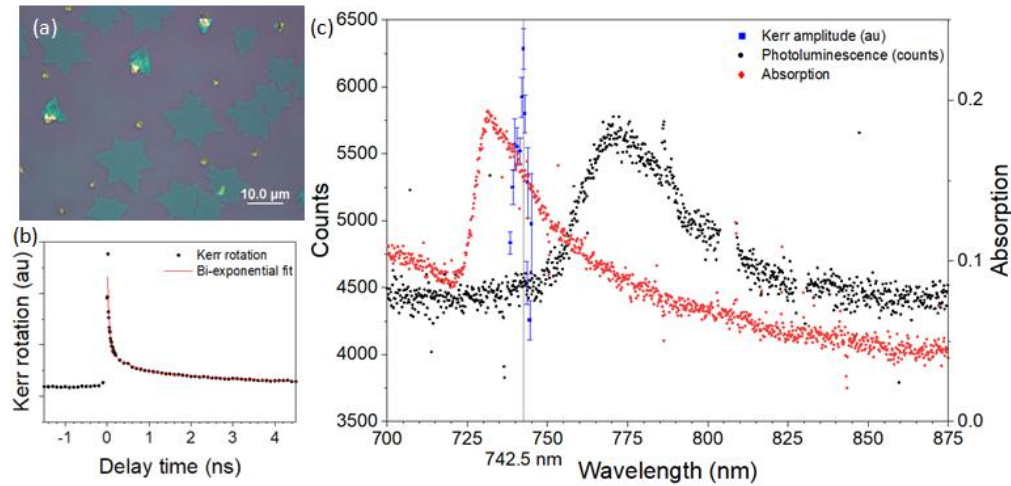 (a)
10.0 µm
(b)
Kerr rotation (au)
Kerr rotation
Bi-exponential fit
-1 0 1 2 3 4
Delay time (ns)
(c)
Counts
6500
6000
5500
5000
4500
4000
3500
Kerr amplitude (au)
Photoluminescence (counts)
Absorption
0.2
0.1
0.0
Absorption
700 725 750 775 800 825 850 875
742.5 nm
Wavelength (nm)